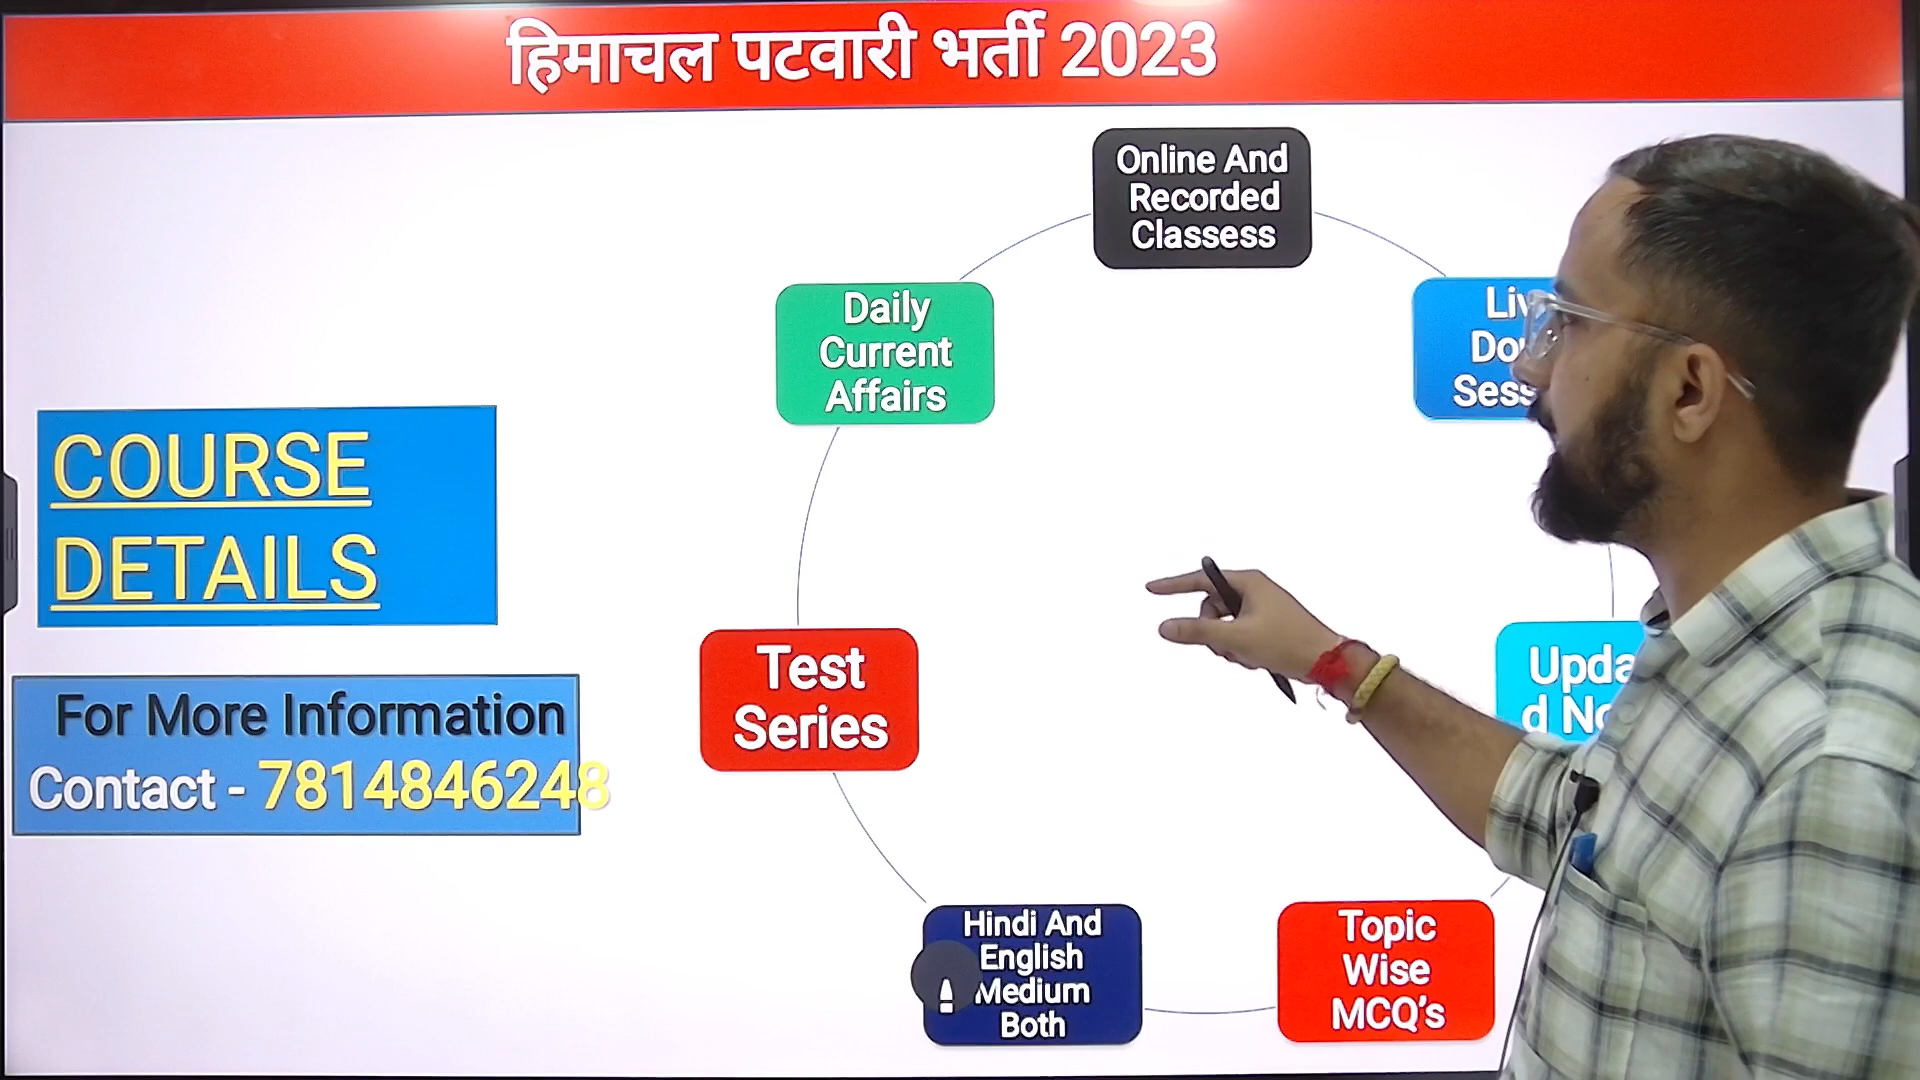 हिमाचल पटवारी भर्ती 2023
Online And
Recorded
Classess
Daily
Current
Affairs
COURSE
DETAILS
Test
Series
For More Information
Contact - 7814846248
d
Hindi And
English
Medium
Both
Topic
Wise
MCQ's